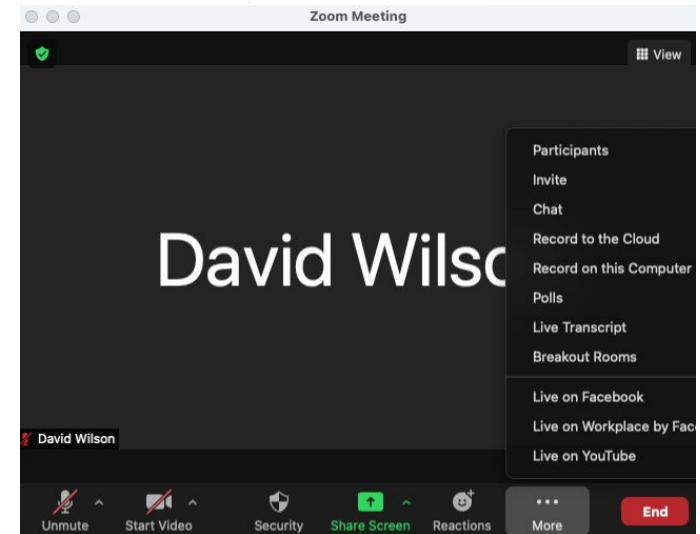 Zoom Meeting
View
Participants
Invite
Chat
Record to the Cloud
Record on this Computer
Polls
Live Transcript
Breakout Rooms
Live on Facebook
Live on Workplace by Fac
Live on YouTube
David Wilso
David Wilson
Unmute Start Video Security Share Screen Reactions More End